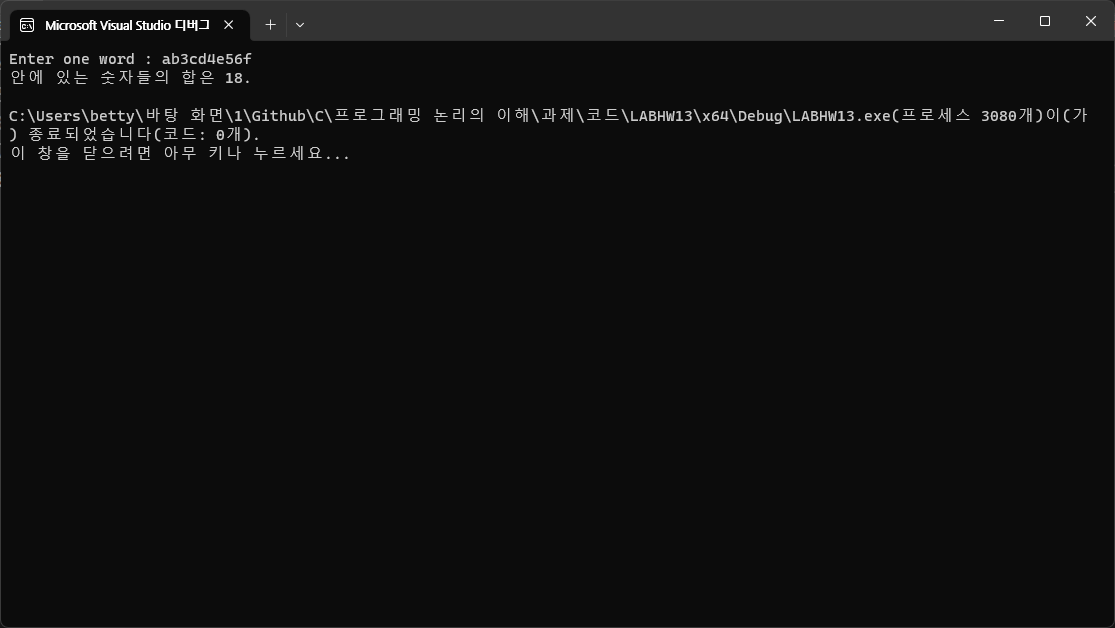 Microsoft Visual Studio 디버그
Enter one word : ab3cd4e56f
안에 있는 숫자들의 합은 18.
C:\Users\betty\바탕 화면\1\Github\C\프로그래밍 논리의 이해\과제\코드\LABHW13\x64\Debug\LABHW13.exe(프로세스 3080개)이(가
) 종료되었습니다(코드: 0개).
이 창을 닫으려면 아무 키나 누르세요...